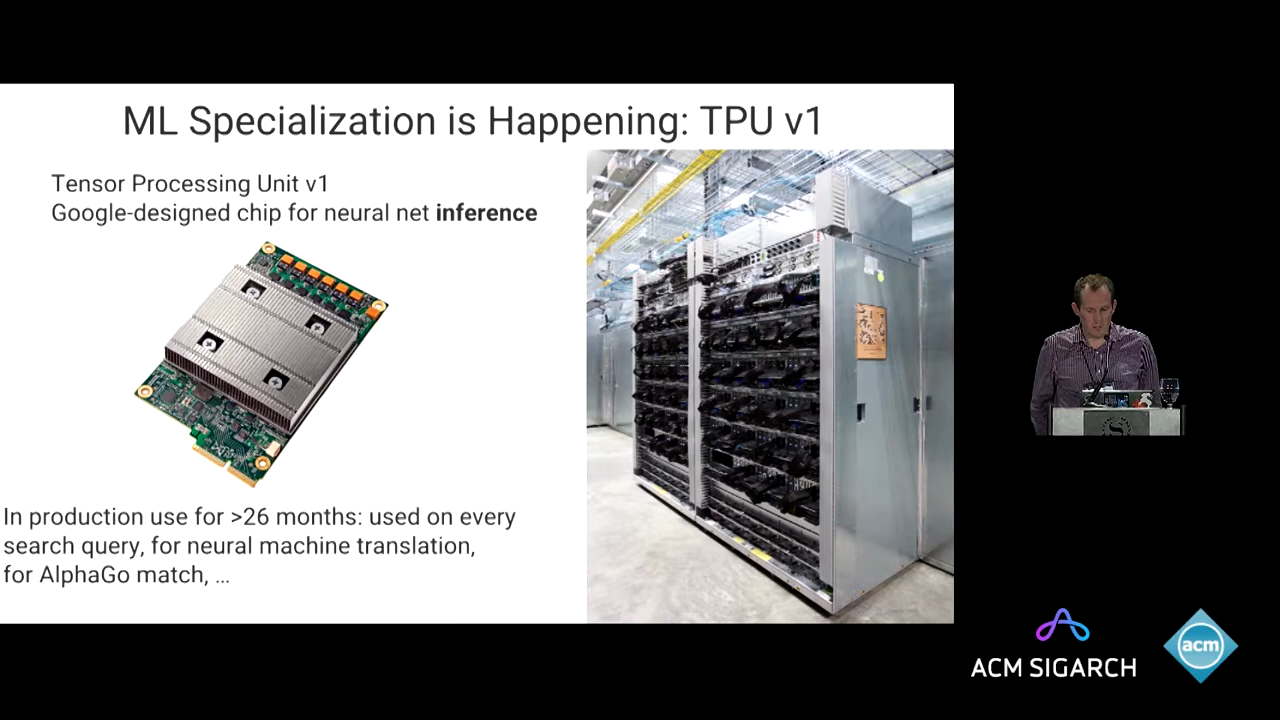 ML Specialization is Happening: TPU v1
Tensor Processing Unit v1
Google-designed chip for neural net inference
In production use for >26 months: used on every
search query, for neural machine translation,
for AlphaGo match, ...
ACM SIGARCH
acm